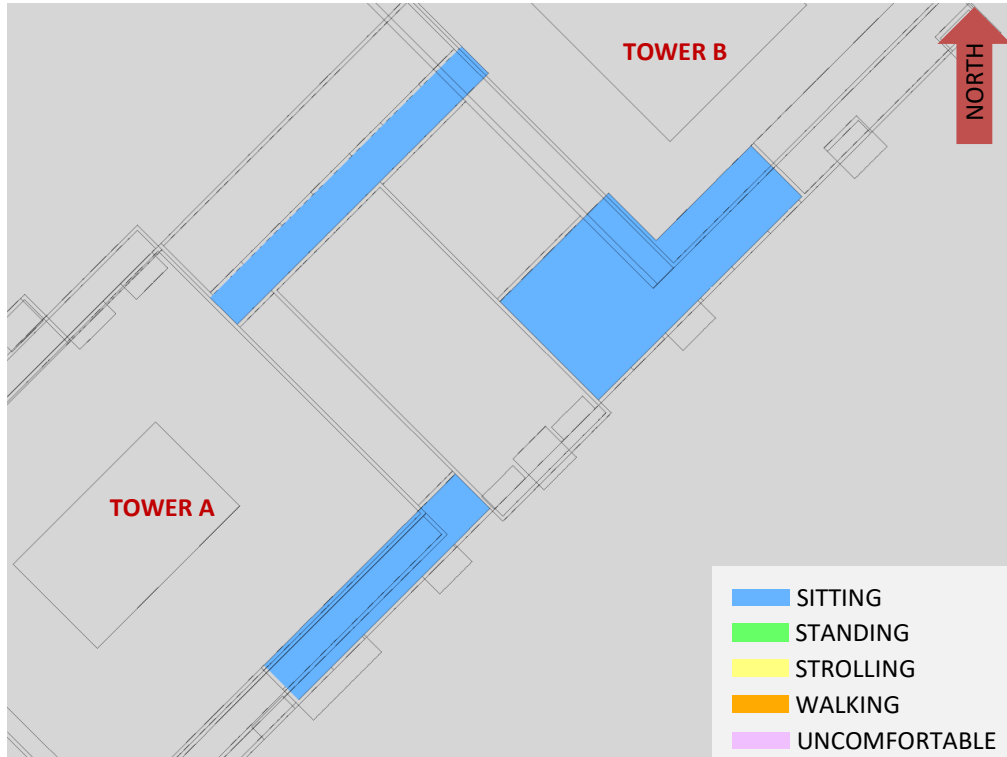 TOWER B
NORTH
TOWER A
SITTING
STANDING
STROLLING
WALKING
UNCOMFORTABLE